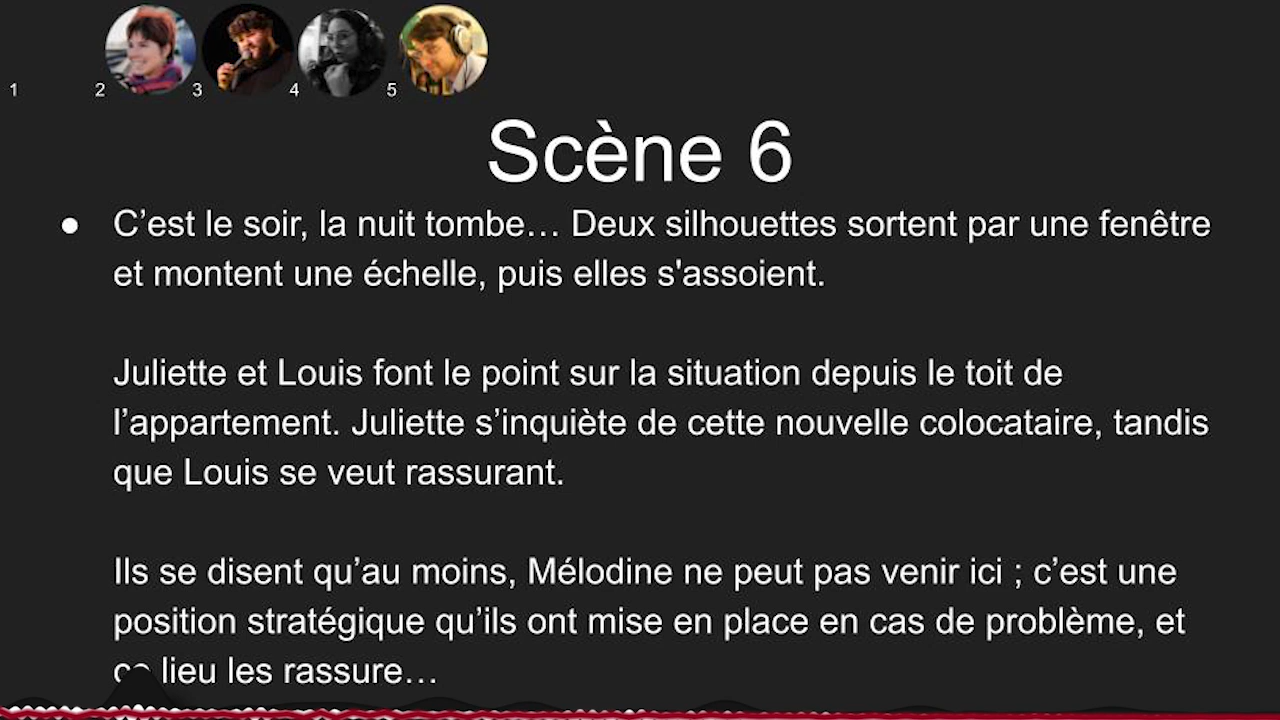 1 2 3 4 5
Scène 6
● C’est le soir, la nuit tombe… Deux silhouettes sortent par une fenêtre
et montent une échelle, puis elles s'assoient.
Juliette et Louis font le point sur la situation depuis le toit de
l’appartement. Juliette s’inquiète de cette nouvelle colocataire, tandis
que Louis se veut rassurant.
Ils se disent qu’au moins, Mélodine ne peut pas venir ici ; c’est une
position stratégique qu’ils ont mise en place en cas de problème, et
ce lieu les rassure…